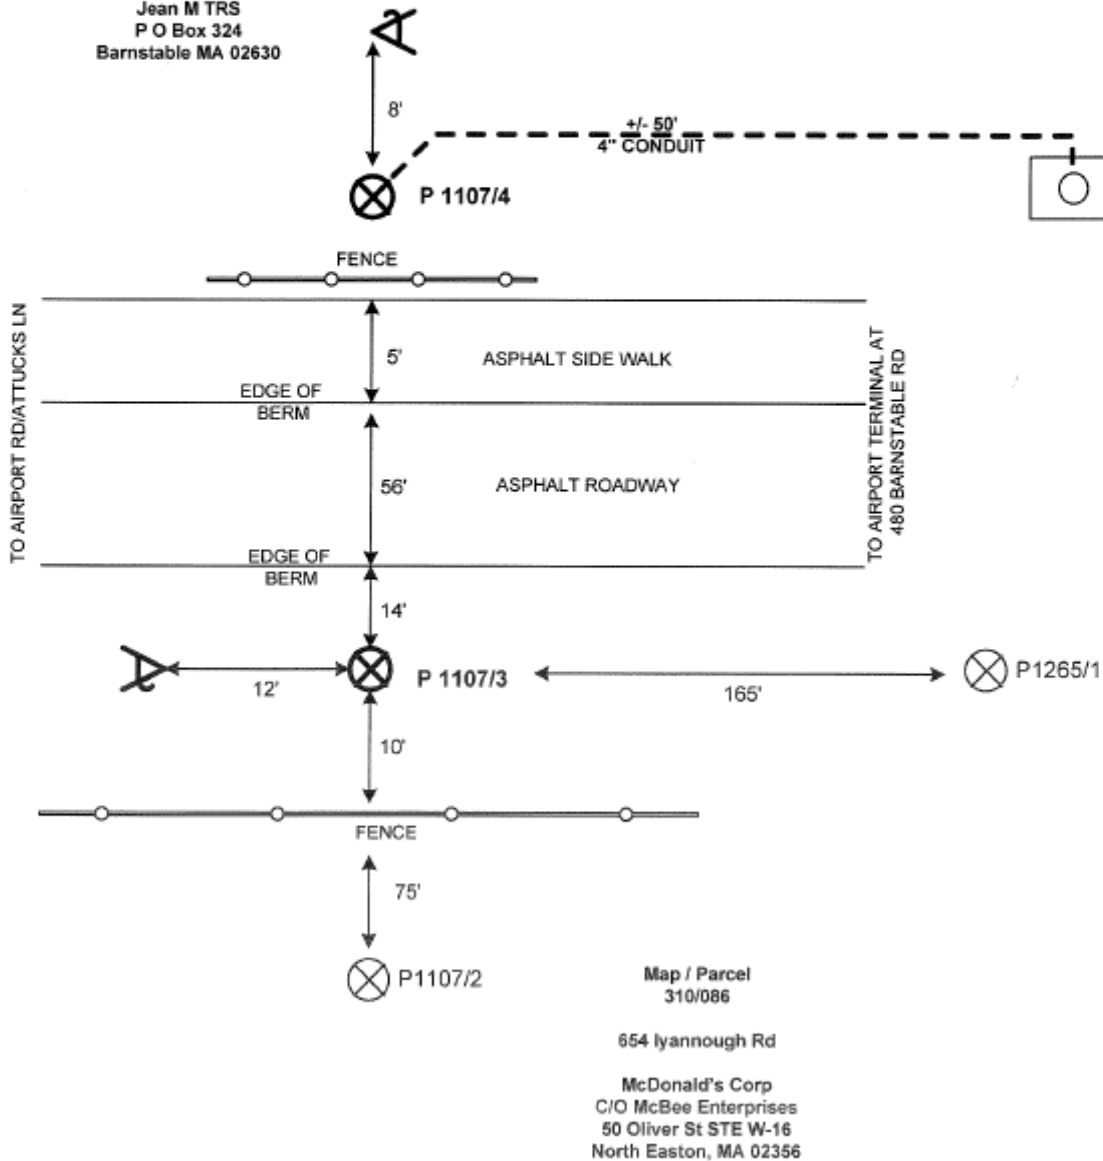 Jean M TRS
P O Box 324
Barnstable MA 02630
8'
+/- 50'
4" CONDUIT
P 1107/4
FENCE
TO AIRPORT RD/ATTUCKS LN
5'
ASPHALT SIDE WALK
TO AIRPORT TERMINAL AT
480 BARNSTABLE RD
EDGE OF
BERM
56'
ASPHALT ROADWAY
EDGE OF
BERM
14'
12'
P 1107/3
165'
P1265/1
10'
FENCE
75'
P1107/2
Map / Parcel
310/086
654 Iyannough Rd
McDonald's Corp
C/O McBee Enterprises
50 Oliver St STE W-16
North Easton, MA 02356